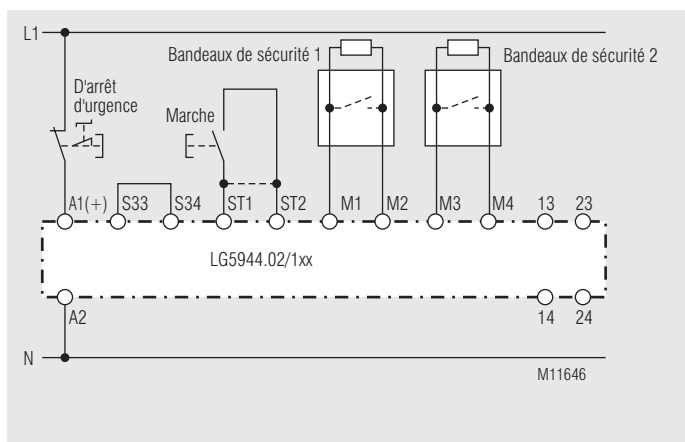 L1
Bandeaux de sécurité 1
Bandeaux de sécurité 2
D'arrêt
d'urgence
Marche
A1(+) S33 S34 ST1 ST2 M1 M2 M3 M4 13 23
LG5944.02/1xx
A2 14 24
N
M11646